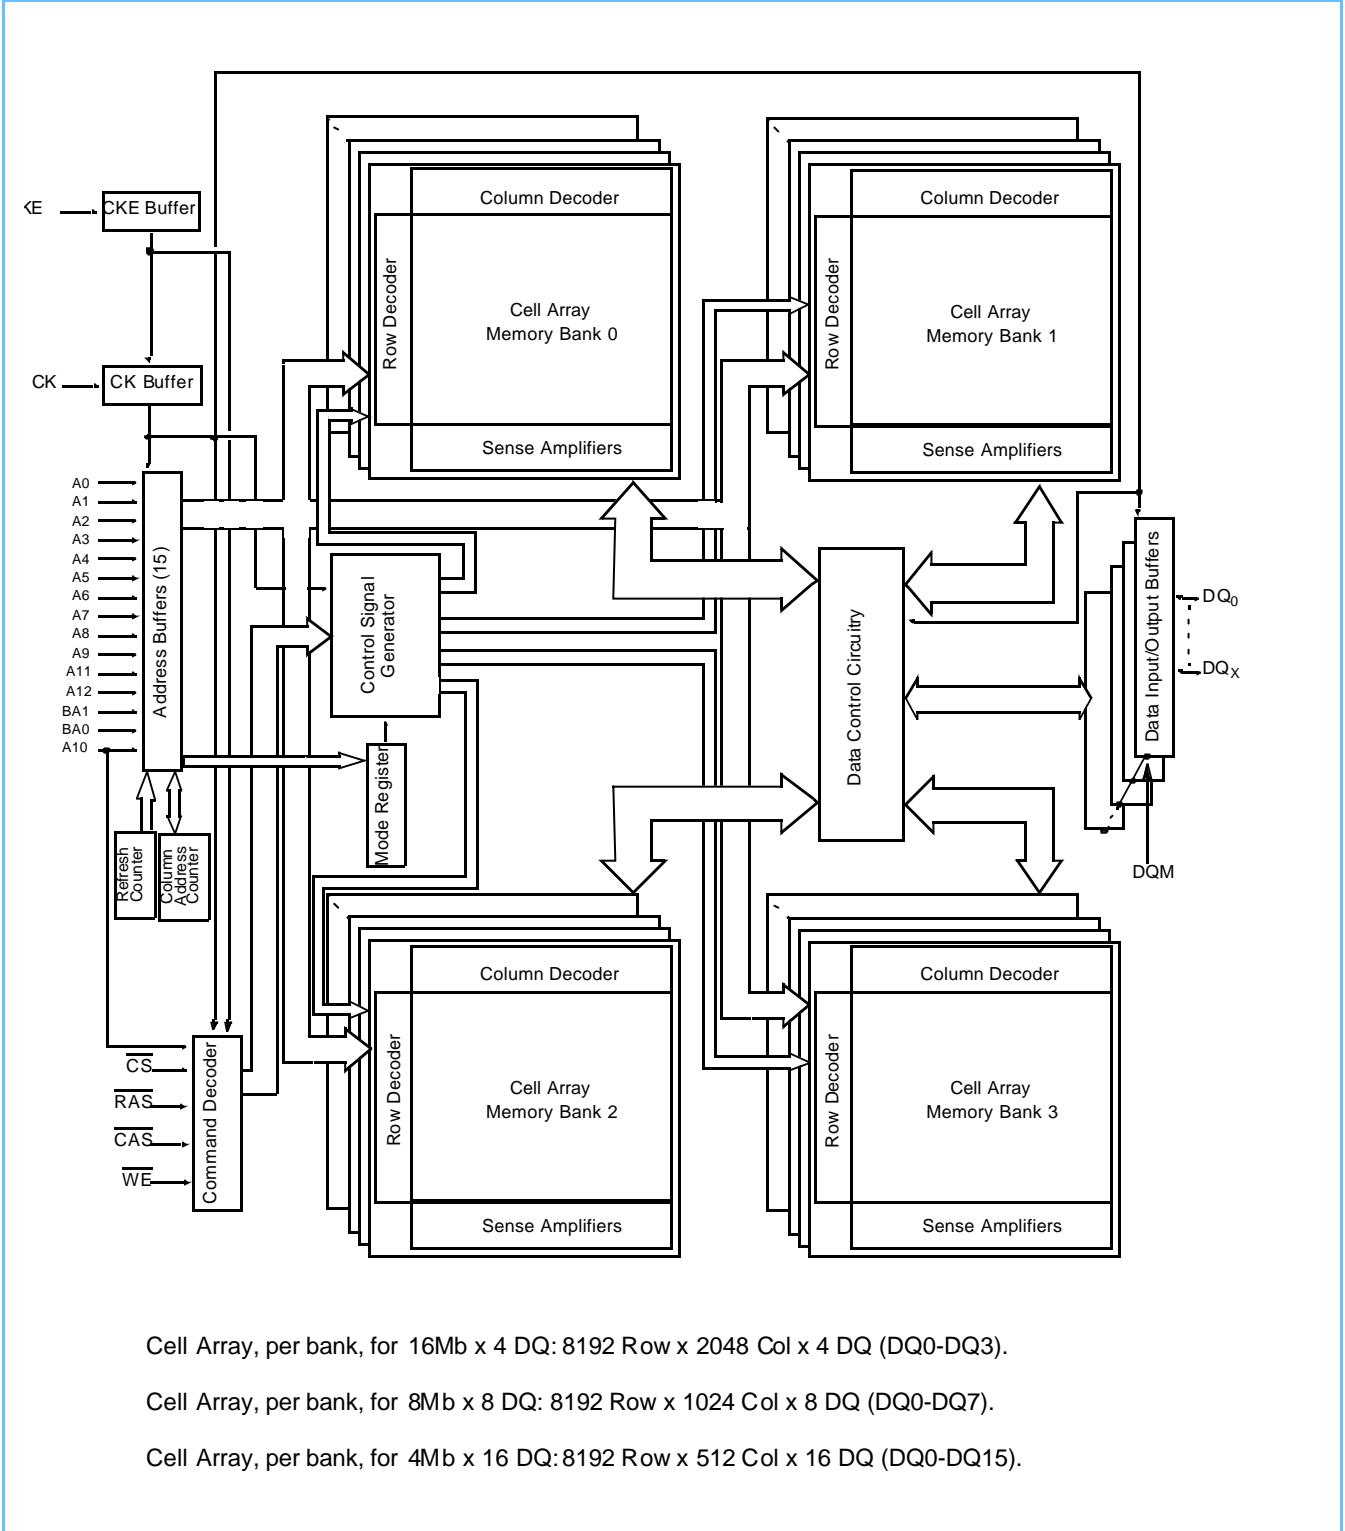 Column Decoder
Row Decoder
Cell Array
Memory Bank 0
Sense Amplifiers
Column Decoder
Row Decoder
Cell Array
Memory Bank 1
Sense Amplifiers
KE
CKE Buffer
CK
CK Buffer
A0
A1
A2
A3
A4
A5
A6
A7
A8
A9
A11
A12
BA1
BA0
A10
Address Buffers (15)
Control Signal
Generator
Mode Register
Refresh
Counter
Column
Address
Counter
Data Control Circuitry
Data Input/Output Buffers
DQ0
DQX
DQM
CS
RAS
CAS
WE
Command Decoder
Column Decoder
Row Decoder
Cell Array
Memory Bank 2
Sense Amplifiers
Column Decoder
Row Decoder
Cell Array
Memory Bank 3
Sense Amplifiers
Cell Array, per bank, for 16Mb x 4 DQ: 8192 Row x 2048 Col x 4 DQ (DQ0-DQ3).
Cell Array, per bank, for 8Mb x 8 DQ: 8192 Row x 1024 Col x 8 DQ (DQ0-DQ7).
Cell Array, per bank, for 4Mb x 16 DQ: 8192 Row x 512 Col x 16 DQ (DQ0-DQ15).